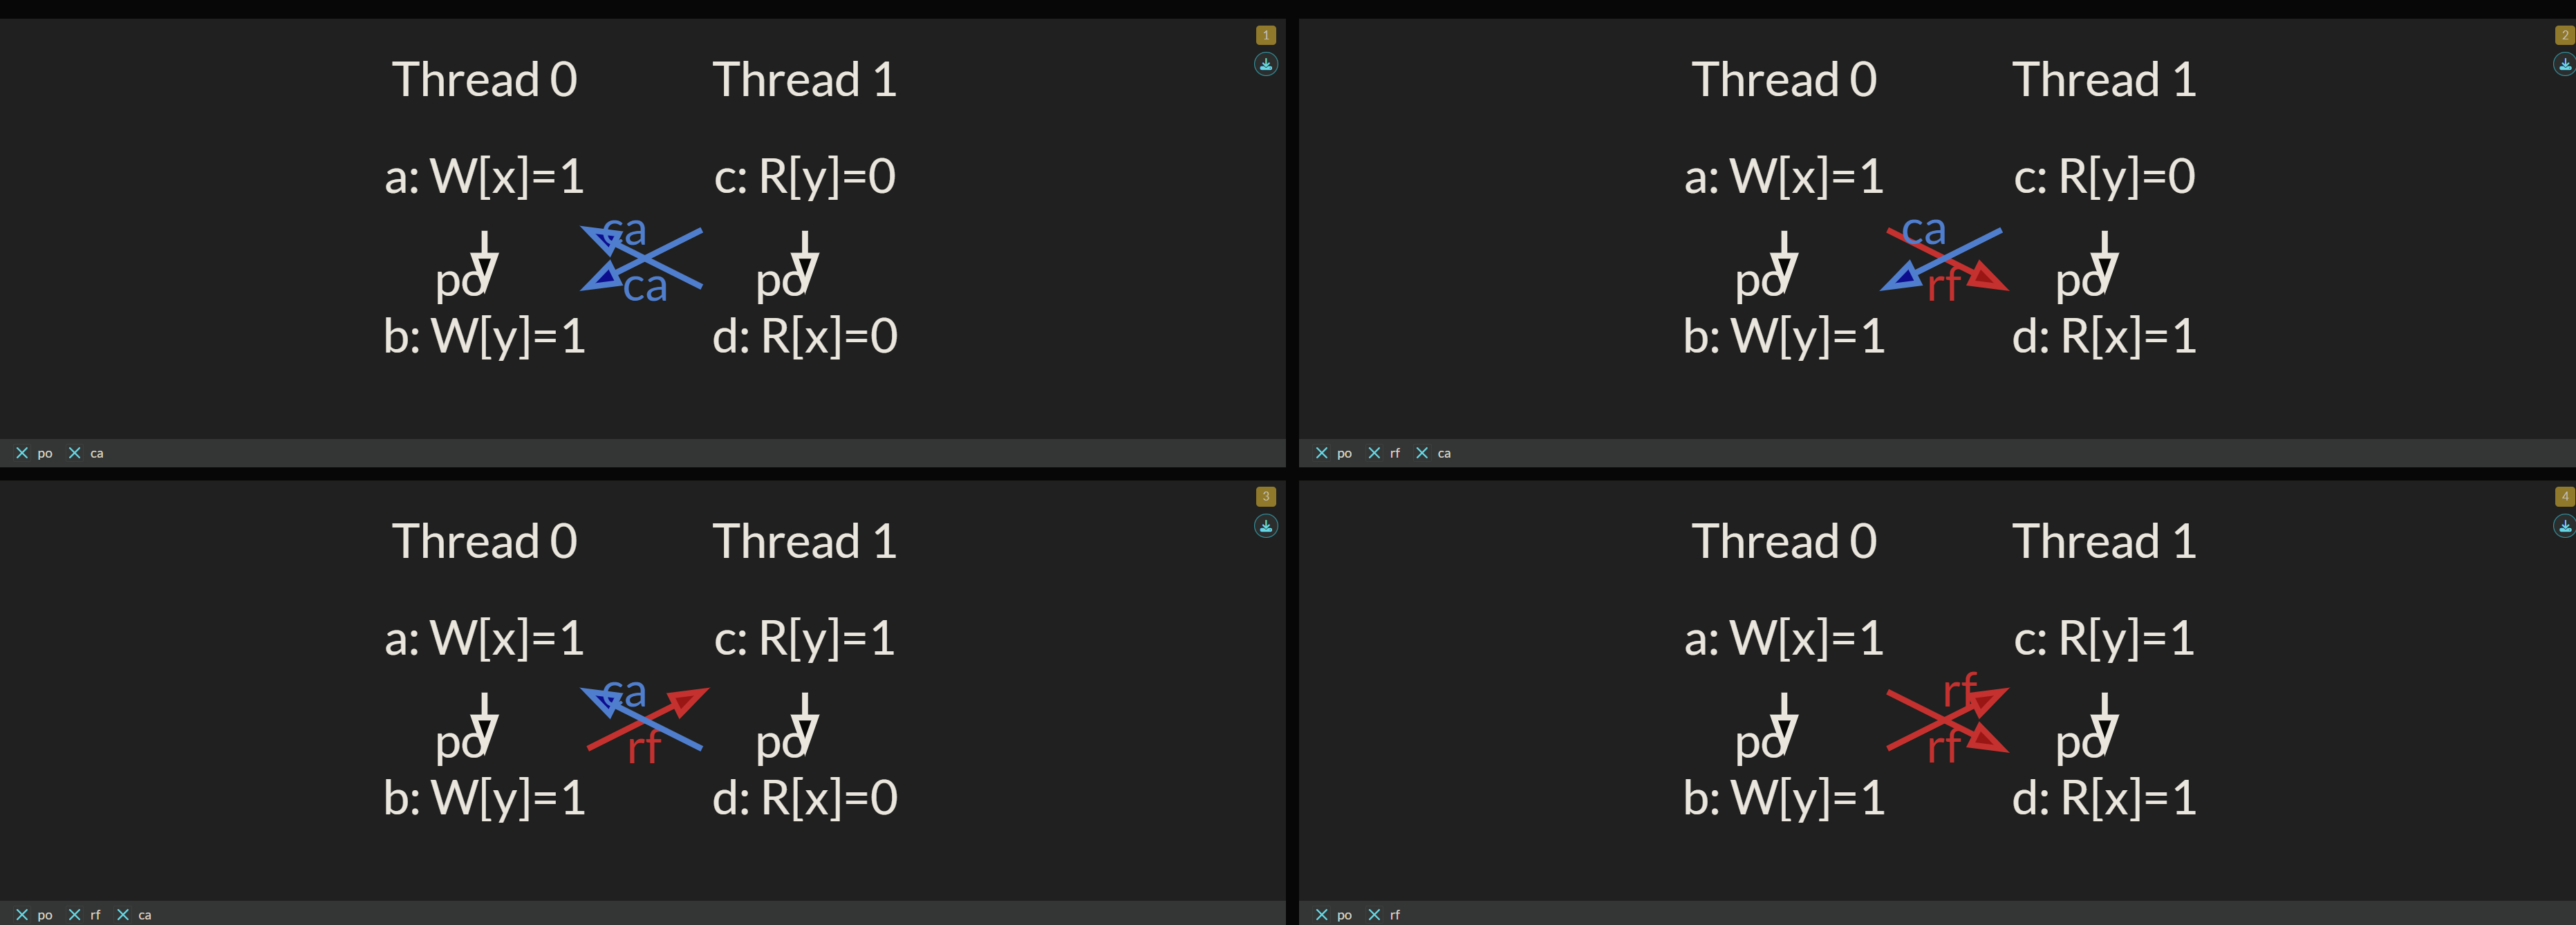 1
Thread 0 Thread 1
a: W[x]=1 c: R[y]=0
ca
po ca po
b: W[y]=1 d: R[x]=0
po ca
2
Thread 0 Thread 1
a: W[x]=1 c: R[y]=0
ca
po rf po
b: W[y]=1 d: R[x]=1
po rf ca
3
Thread 0 Thread 1
a: W[x]=1 c: R[y]=1
ca
po rf po
b: W[y]=1 d: R[x]=0
po rf ca
4
Thread 0 Thread 1
a: W[x]=1 c: R[y]=1
rf
po rf po
b: W[y]=1 d: R[x]=1
po rf